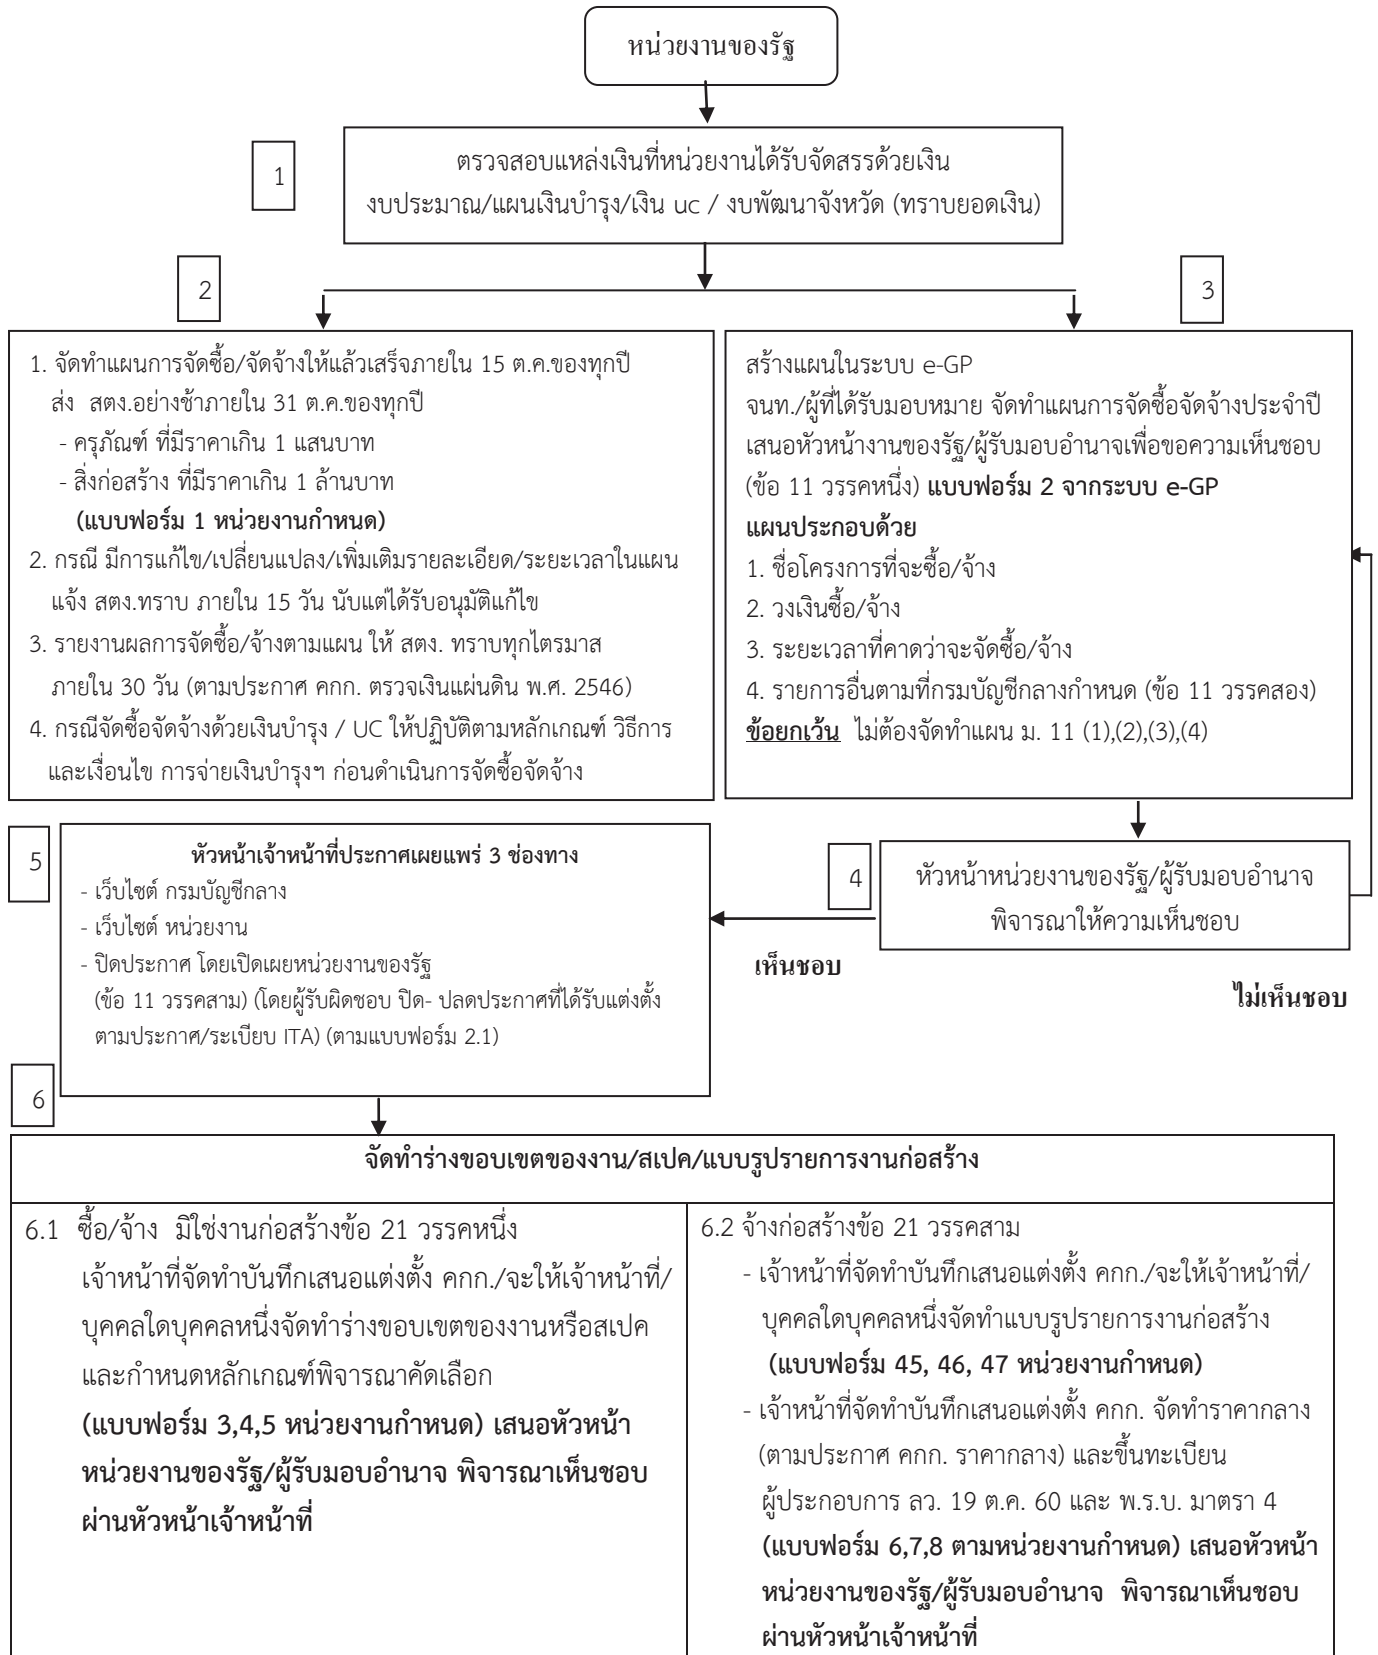 หน่วยงานของรัฐ
1
ตรวจสอบแหล่งเงินที่หน่วยงานได้รับจัดสรรด้วยเงิน
งบประมาณ/แผนเงินบำรุง/เงิน uc / งบพัฒนาจังหวัด (ทราบยอดเงิน)
2
1. จัดทำแผนการจัดซื้อ/จัดจ้างให้แล้วเสร็จภายใน 15 ต.ค.ของทุกปี
ส่ง สตง.อย่างช้าภายใน 31 ต.ค.ของทุกปี
- ครุภัณฑ์ ที่มีราคาเกิน 1 แสนบาท
- สิ่งก่อสร้าง ที่มีราคาเกิน 1 ล้านบาท
(แบบฟอร์ม 1 หน่วยงานกำหนด)
2. กรณี มีการแก้ไข/เปลี่ยนแปลง/เพิ่มเติมรายละเอียด/ระยะเวลาในแผน
แจ้ง สตง.ทราบ ภายใน 15 วัน นับแต่ได้รับอนุมัติแก้ไข
3. รายงานผลการจัดซื้อ/จ้างตามแผน ให้ สตง. ทราบทุกไตรมาส
ภายใน 30 วัน (ตามประกาศ คกก. ตรวจเงินแผ่นดิน พ.ศ. 2546)
4. กรณีจัดซื้อจัดจ้างด้วยเงินบำรุง / UC ให้ปฏิบัติตามหลักเกณฑ์ วิธีการ
และเงื่อนไข การจ่ายเงินบำรุงฯ ก่อนดำเนินการจัดซื้อจัดจ้าง
3
สร้างแผนในระบบ e-GP
จนท./ผู้ที่ได้รับมอบหมาย จัดทำแผนการจัดซื้อจัดจ้างประจำปี
เสนอหัวหน้างานของรัฐ/ผู้รับมอบอำนาจเพื่อขอความเห็นชอบ
(ข้อ 11 วรรคหนึ่ง) แบบฟอร์ม 2 จากระบบ e-GP
แผนประกอบด้วย
1. ชื่อโครงการที่จะซื้อ/จ้าง
2. วงเงินซื้อ/จ้าง
3. ระยะเวลาที่คาดว่าจะจัดซื้อ/จ้าง
4. รายการอื่นตามที่กรมบัญชีกลางกำหนด (ข้อ 11 วรรคสอง)
ข้อยกเว้น ไม่ต้องจัดทำแผน ม. 11 (1),(2),(3),(4)
4
หัวหน้าหน่วยงานของรัฐ/ผู้รับมอบอำนาจ
พิจารณาให้ความเห็นชอบ
เห็นชอบ
ไม่เห็นชอบ
5
หัวหน้าเจ้าหน้าที่ประกาศเผยแพร่ 3 ช่องทาง
- เว็บไซต์ กรมบัญชีกลาง
- เว็บไซต์ หน่วยงาน
- ปิดประกาศ โดยเปิดเผยหน่วยงานของรัฐ
(ข้อ 11 วรรคสาม) (โดยผู้รับผิดชอบ ปิด- ปลดประกาศที่ได้รับแต่งตั้ง
ตามประกาศ/ระเบียบ ITA) (ตามแบบฟอร์ม 2.1)
6
จัดทำร่างขอบเขตของงาน/สเปค/แบบรูปรายการงานก่อสร้าง
6.1 ซื้อ/จ้าง มิใช่งานก่อสร้างข้อ 21 วรรคหนึ่ง
เจ้าหน้าที่จัดทำบันทึกเสนอแต่งตั้ง คกก./จะให้เจ้าหน้าที่/
บุคคลใดบุคคลหนึ่งจัดทำร่างขอบเขตของงานหรือสเปค
และกำหนดหลักเกณฑ์พิจารณาคัดเลือก
(แบบฟอร์ม 3,4,5 หน่วยงานกำหนด) เสนอหัวหน้า
หน่วยงานของรัฐ/ผู้รับมอบอำนาจ พิจารณาเห็นชอบ
ผ่านหัวหน้าเจ้าหน้าที่
6.2 จ้างก่อสร้างข้อ 21 วรรคสาม
- เจ้าหน้าที่จัดทำบันทึกเสนอแต่งตั้ง คกก./จะให้เจ้าหน้าที่/
บุคคลใดบุคคลหนึ่งจัดทำแบบรูปรายการงานก่อสร้าง
(แบบฟอร์ม 45, 46, 47 หน่วยงานกำหนด)
- เจ้าหน้าที่จัดทำบันทึกเสนอแต่งตั้ง คกก. จัดทำราคากลาง
(ตามประกาศ คกก. ราคากลาง) และขึ้นทะเบียน
ผู้ประกอบการ ลว. 19 ต.ค. 60 และ พ.ร.บ. มาตรา 4
(แบบฟอร์ม 6,7,8 ตามหน่วยงานกำหนด) เสนอหัวหน้า
หน่วยงานของรัฐ/ผู้รับมอบอำนาจ พิจารณาเห็นชอบ
ผ่านหัวหน้าเจ้าหน้าที่